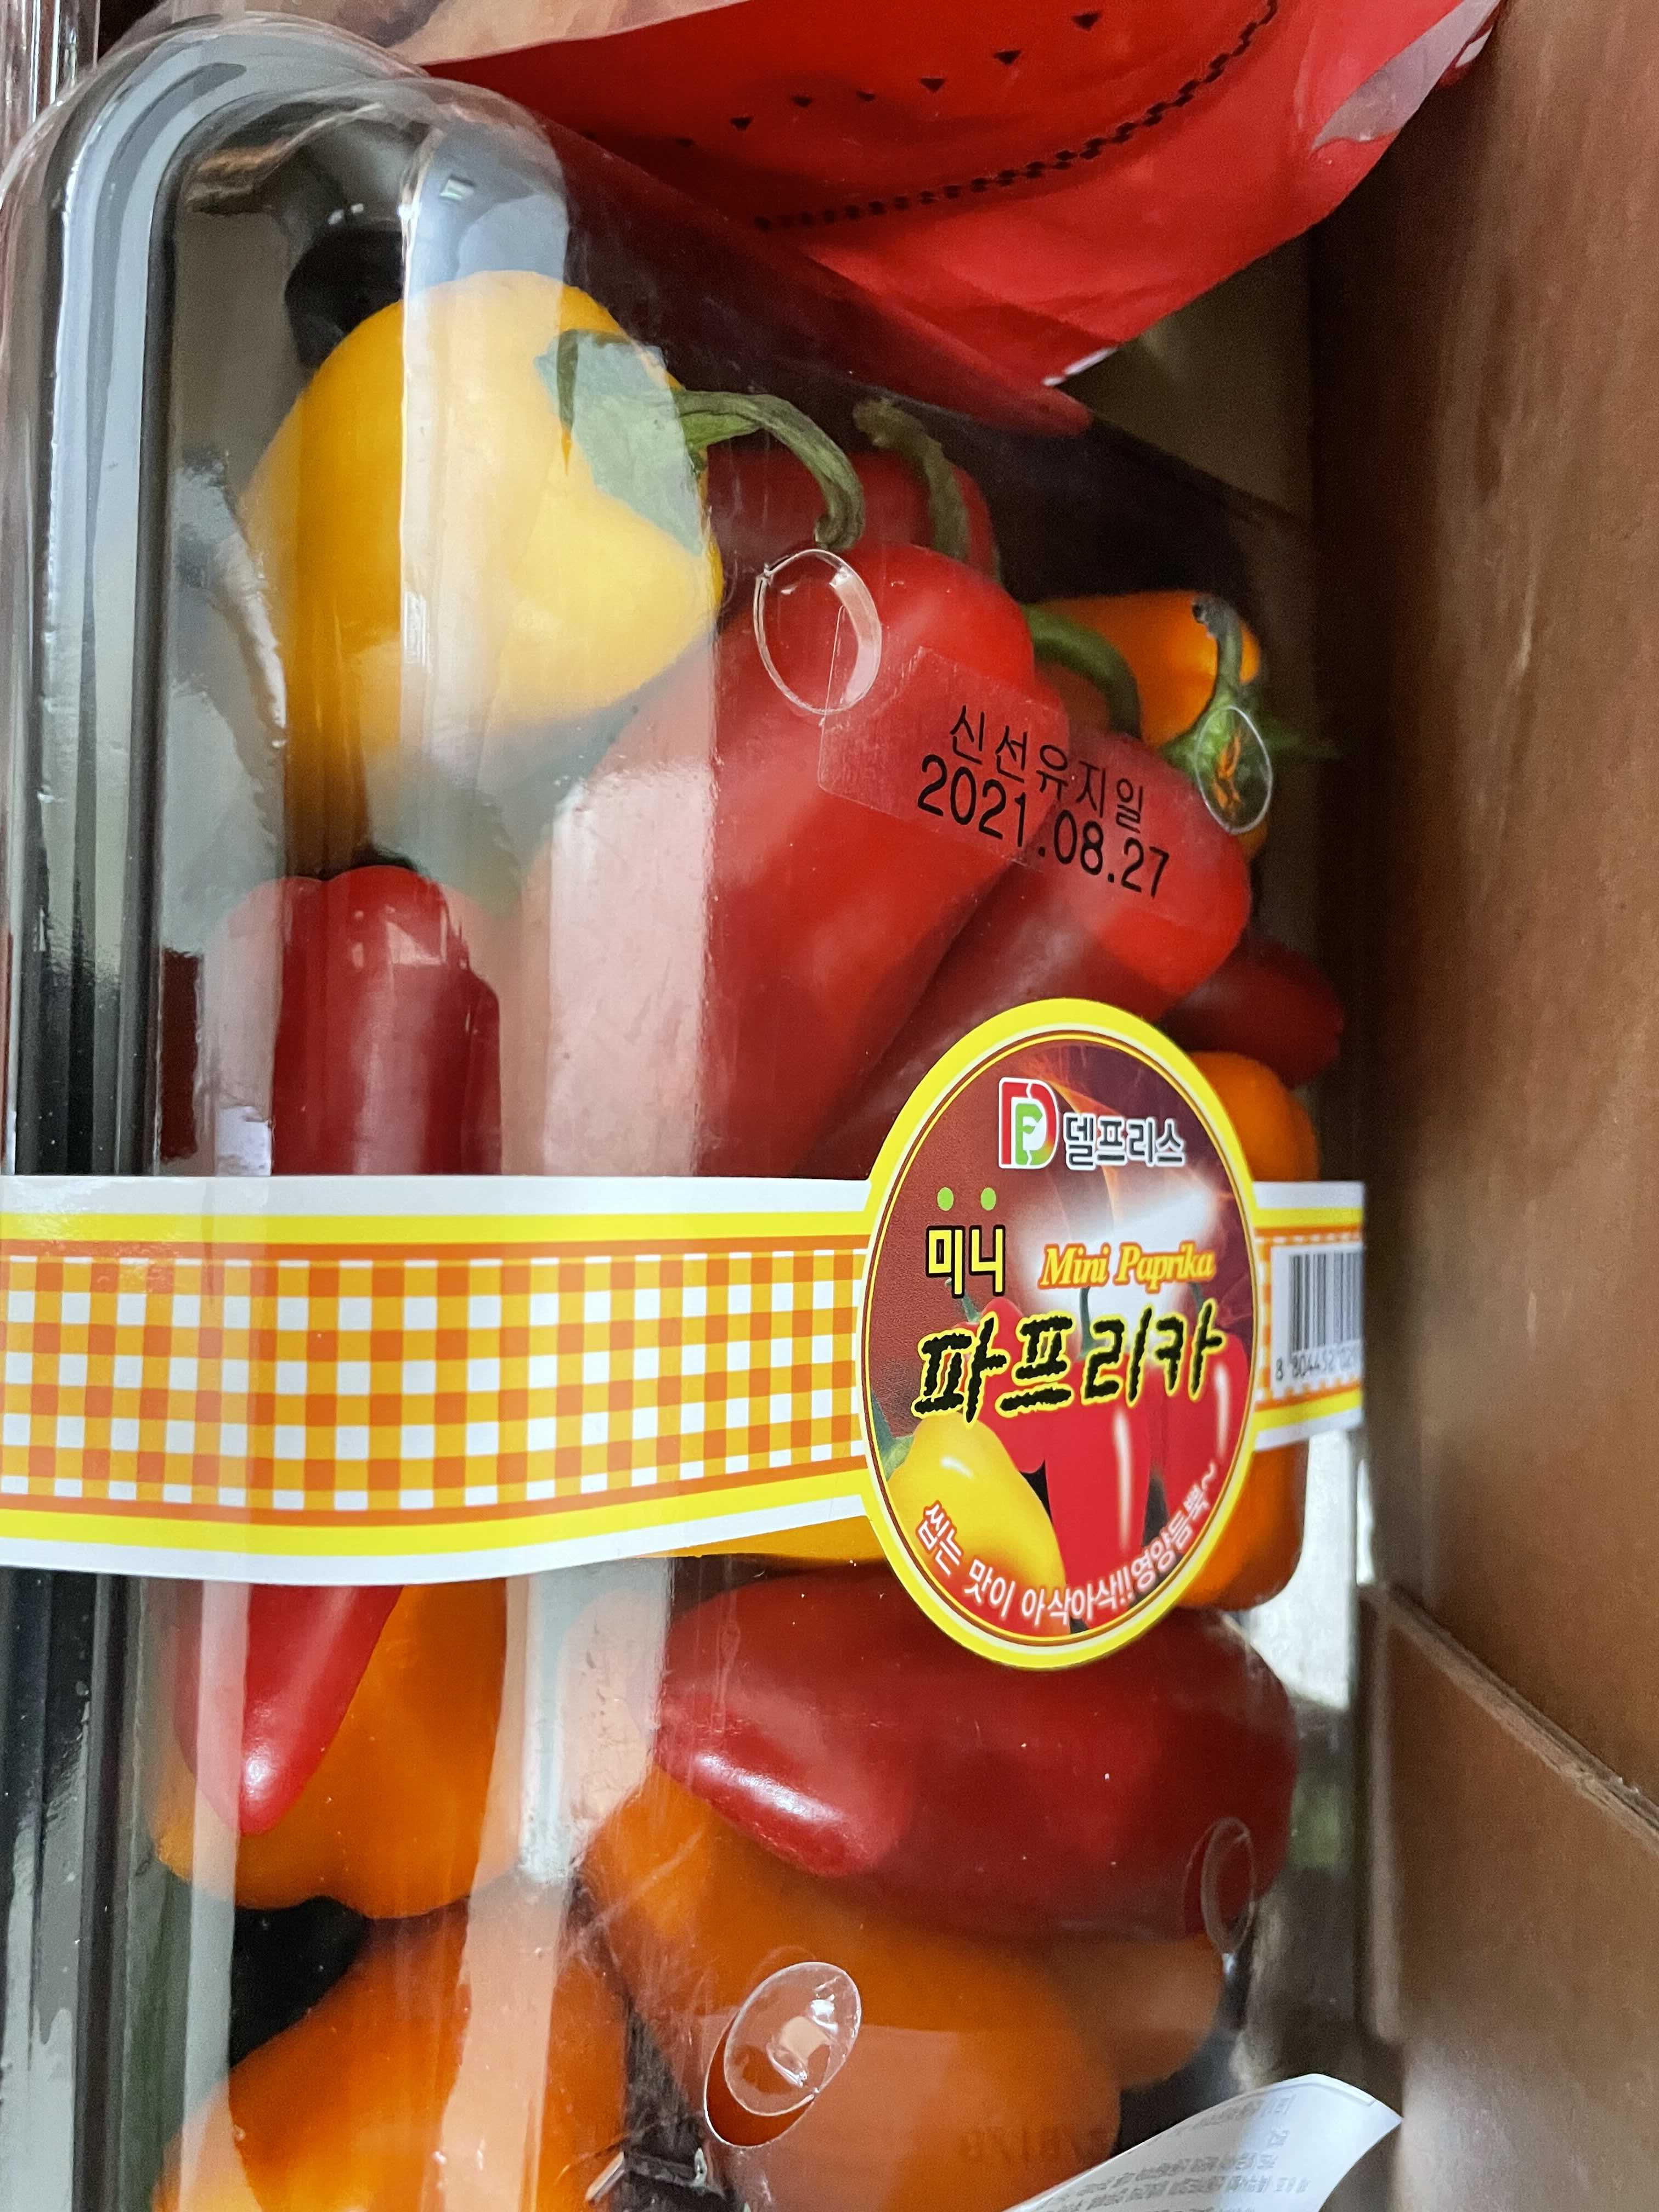 신선유지일
2021.08.27
델프리스
미니 Mini Paprika
파프리카
씹는 맛이 아삭아삭!!영양듬뿍~